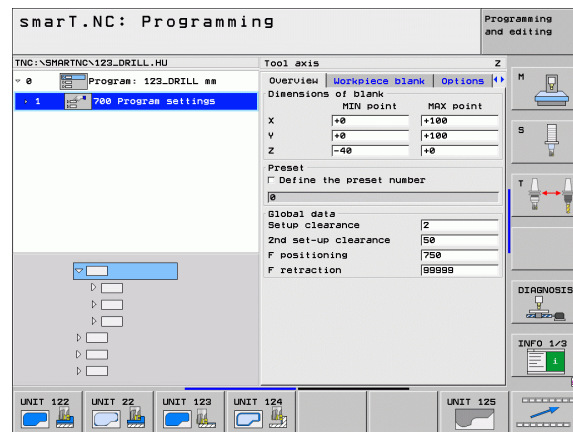 smarT.NC: Programming
Programming and editing
TNC:\SMARTNC\123_DRILL.HU
Tool axis Z
0 Program: 123_DRILL mm
1 700 Program settings
Overview Workpiece blank Options
Dimensions of blank
MIN point MAX point
X +0 +100
Y +0 +100
Z -40 +0
Preset
Define the preset number
0
Global data
Setup clearance 2
2nd set-up clearance 50
F positioning 750
F retraction 99999
M
S
T
DIAGNOSIS
INFO 1/3
i
UNIT 122
UNIT 22
UNIT 123
UNIT 124
UNIT 125